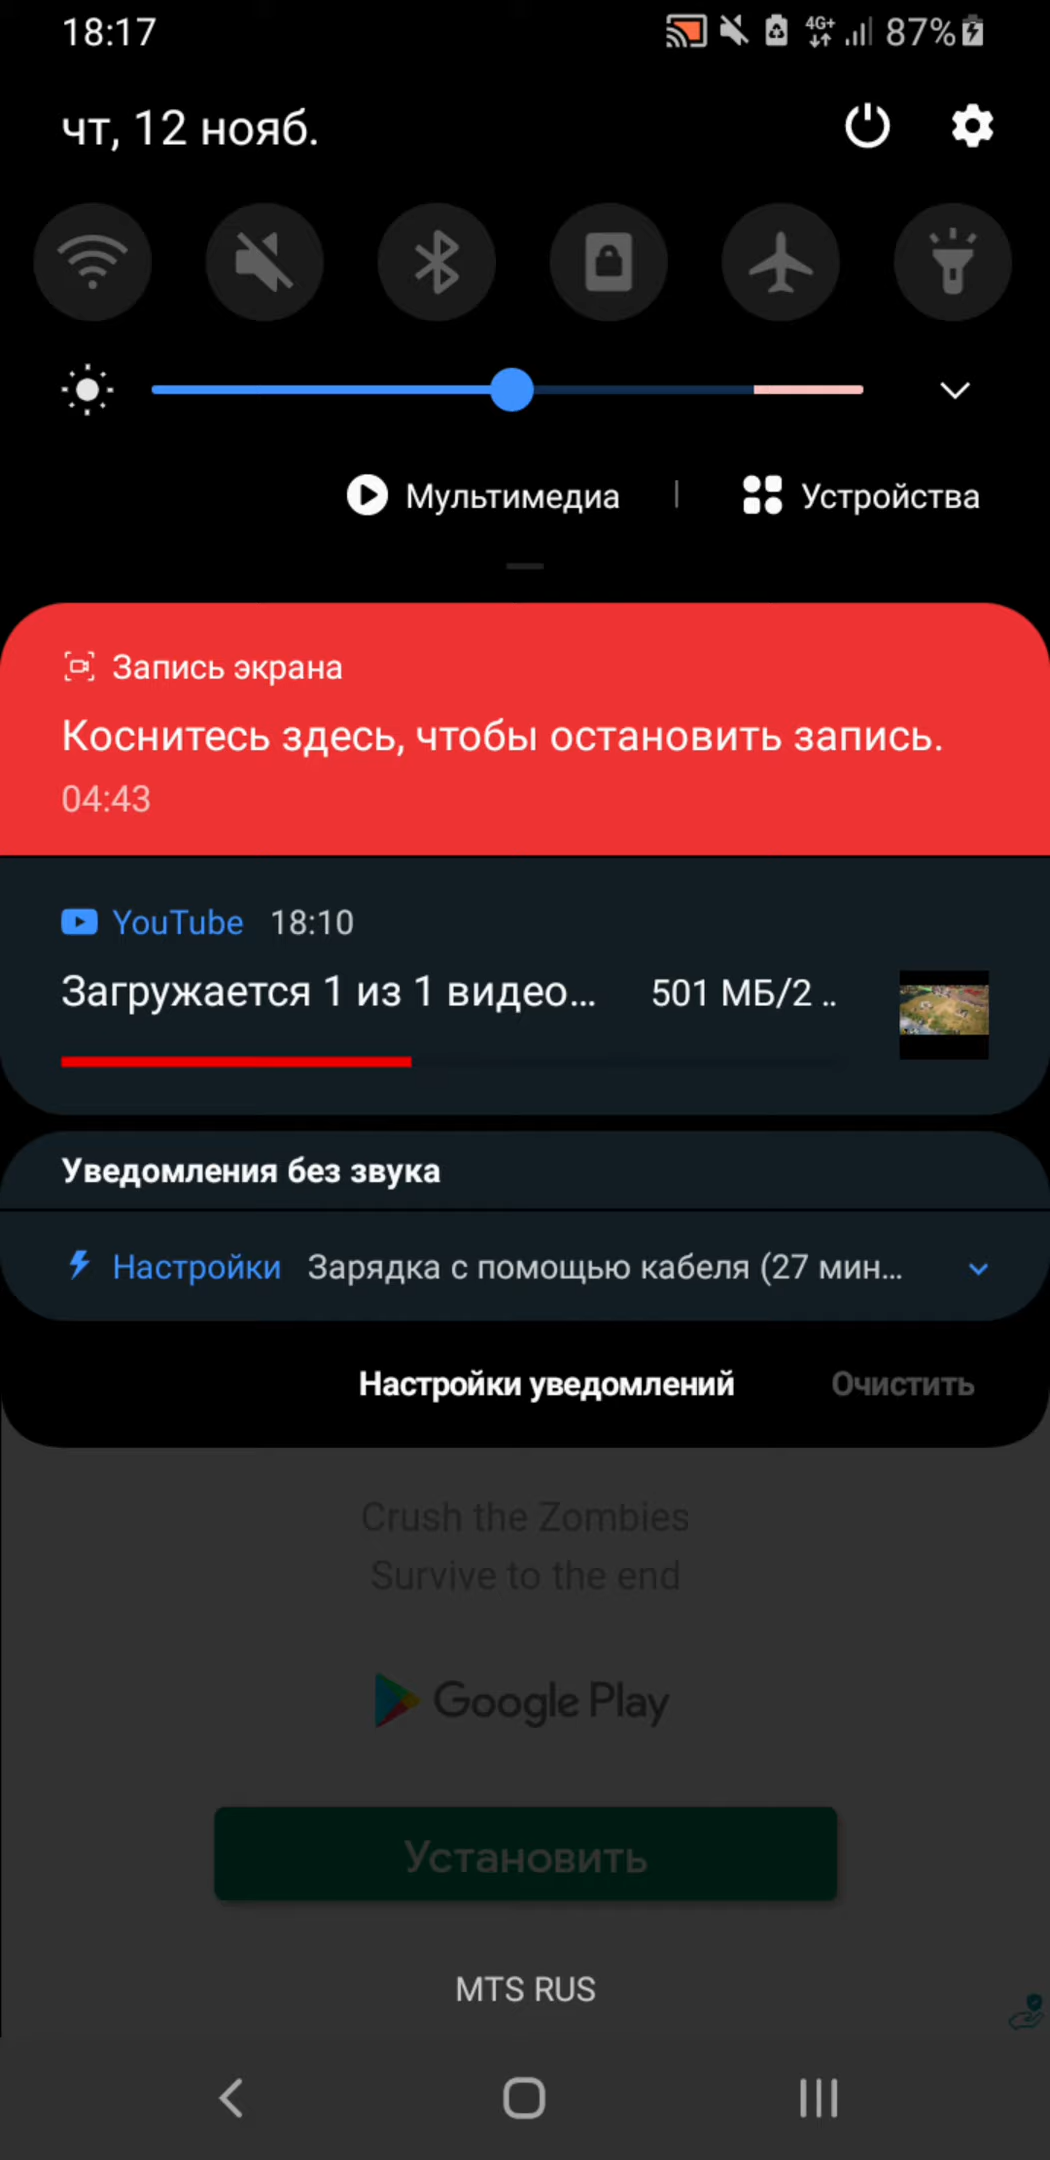 18:17 4G+ 87%
чт, 12 нояб.
Мультимедиа | Устройства
Запись экрана
Коснитесь здесь, чтобы остановить запись.
04:43
YouTube 18:10
Загружается 1 из 1 видео... 501 МБ/2 ..
Уведомления без звука
Настройки Зарядка с помощью кабеля (27 мин...
Настройки уведомлений Очистить
Crush the Zombies
Survive to the end
Google Play
Установить
MTS RUS